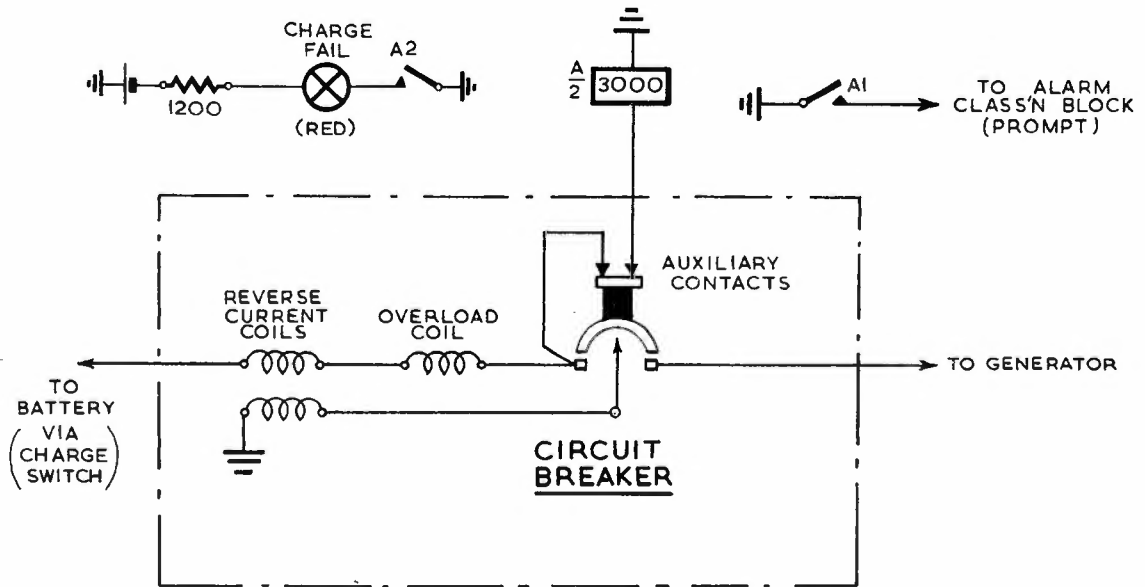 CHARGE
FAIL
A2
1200
(RED)
A
2
3000
A1
TO ALARM
CLASS'N BLOCK
(PROMPT)
AUXILIARY
CONTACTS
REVERSE
CURRENT
COILS
OVERLOAD
COIL
TO GENERATOR
TO
BATTERY
(VIA
CHARGE
SWITCH)
CIRCUIT
BREAKER